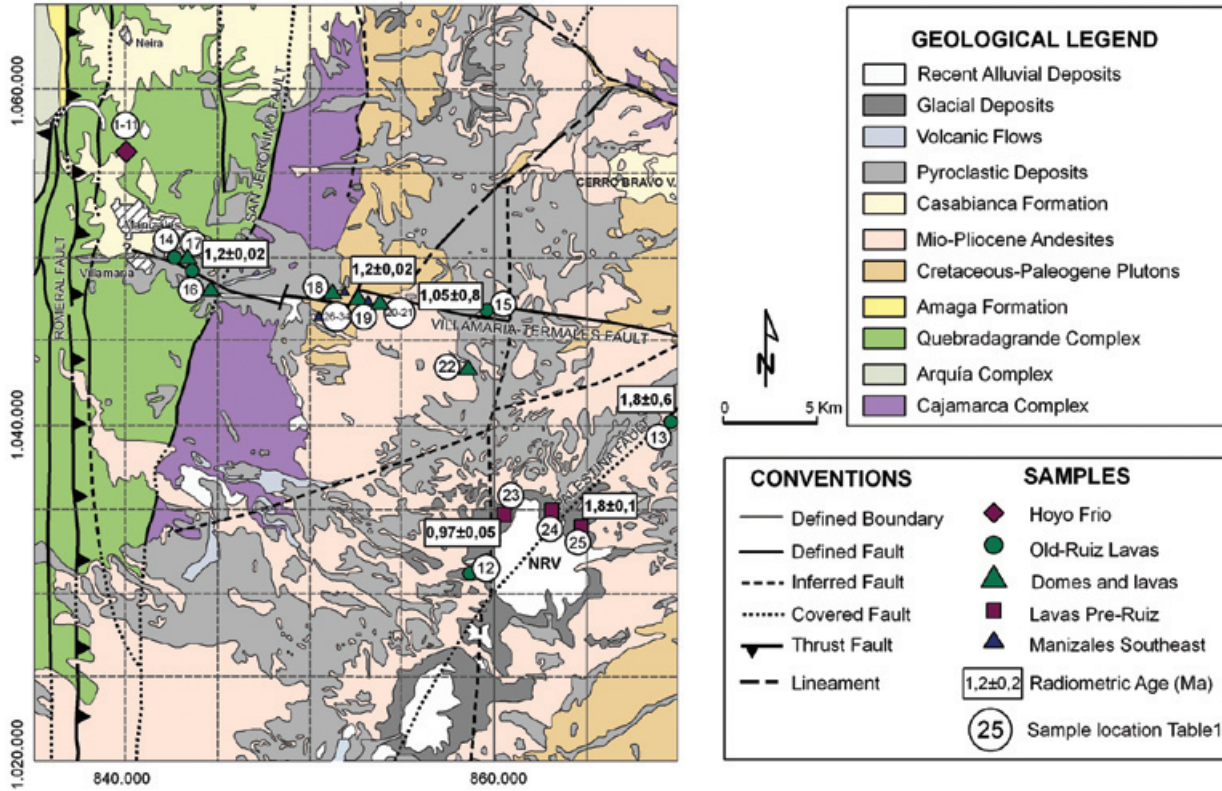 1.060.000
1.040.000
1.020.000
840.000
860.000
Neira
1-11
SAN JERONIMO FAULT
ROMERAL FAULT
CERRO BRAVO V.
Manizales
14
17
1,2±0,02
Villamaria
16
18
1,2±0,02
26-34
19
20-21
1,05±0,8
15
VILLAMARIA-TERMALES FAULT
22
1,8±0,6
13
PALESTINA FAULT
23
24
25
1,8±0,1
0,97±0,05
NRV
12
N
0 5 Km
GEOLOGICAL LEGEND
Recent Alluvial Deposits
Glacial Deposits
Volcanic Flows
Pyroclastic Deposits
Casabianca Formation
Mio-Pliocene Andesites
Cretaceous-Paleogene Plutons
Amaga Formation
Quebradagrande Complex
Arquía Complex
Cajamarca Complex
CONVENTIONS
Defined Boundary
Defined Fault
Inferred Fault
Covered Fault
Thrust Fault
Lineament
SAMPLES
Hoyo Frio
Old-Ruiz Lavas
Domes and lavas
Lavas Pre-Ruiz
Manizales Southeast
1,2±0,2 Radiometric Age (Ma)
25 Sample location Table1